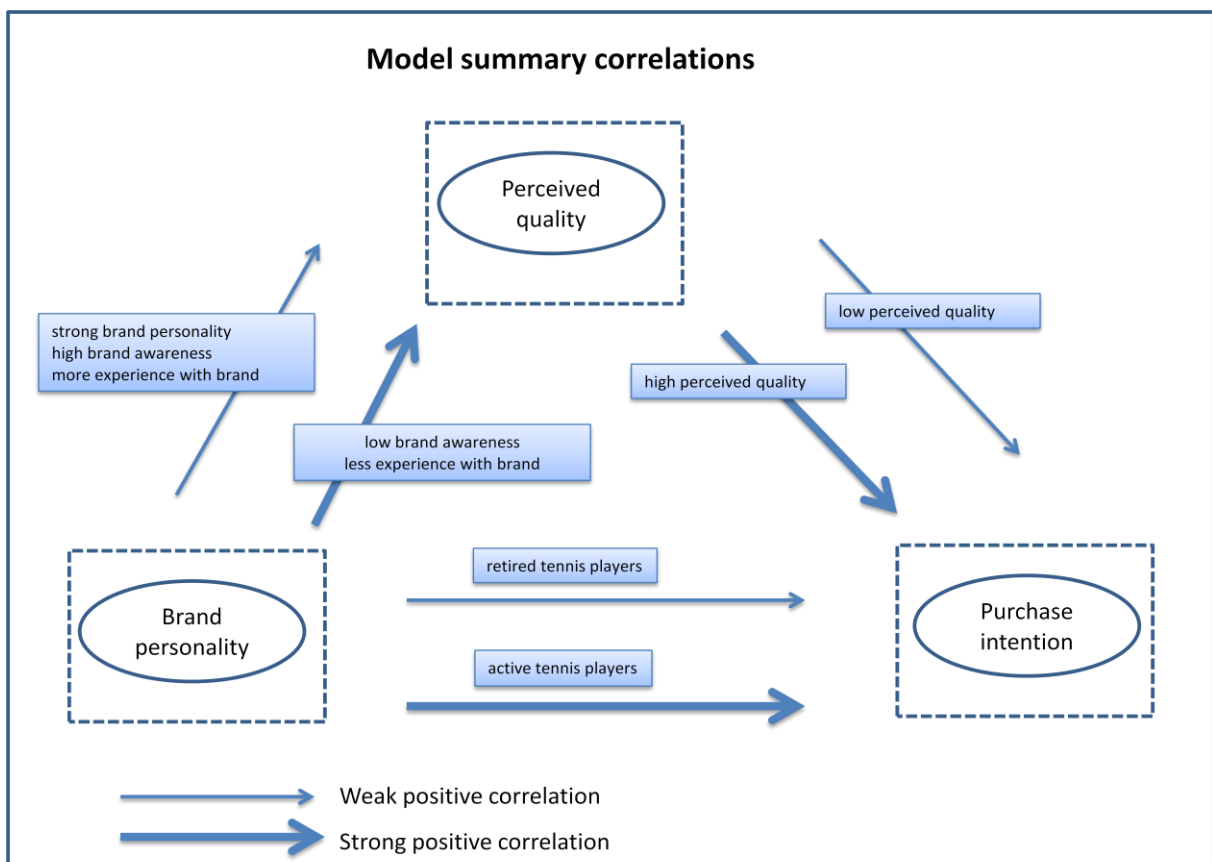 Model summary correlations
Perceived
quality
low perceived quality
strong brand personality
high brand awareness
more experience with brand
high perceived quality
low brand awareness
less experience with brand
retired tennis players
Brand
personality
Purchase
intention
active tennis players
Weak positive correlation
Strong positive correlation